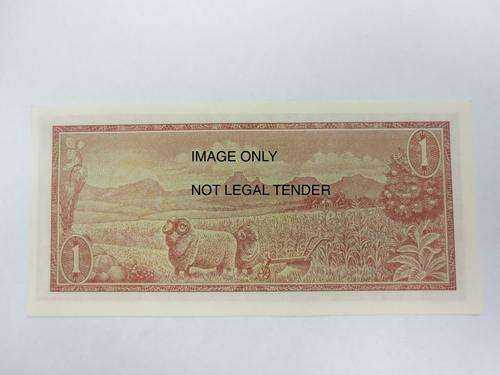 1
IMAGE ONLY
NOT LEGAL TENDER
1